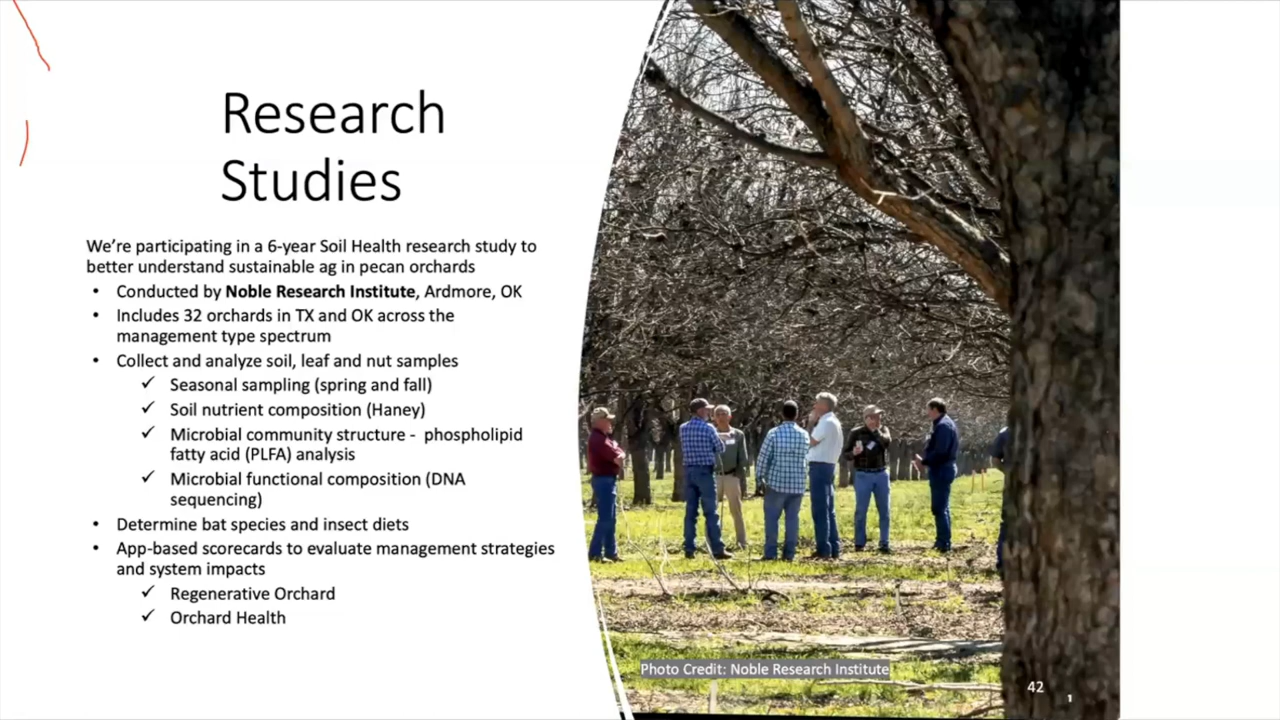 Research
Studies
We're participating in a 6-year Soil Health research study to
better understand sustainable ag in pecan orchards
• Conducted by Noble Research Institute, Ardmore, OK
• Includes 32 orchards in TX and OK across the
management type spectrum
• Collect and analyze soil, leaf and nut samples
✓ Seasonal sampling (spring and fall)
✓ Soil nutrient composition (Haney)
✓ Microbial community structure - phospholipid
fatty acid (PLFA) analysis
✓ Microbial functional composition (DNA
sequencing)
• Determine bat species and insect diets
• App-based scorecards to evaluate management strategies
and system impacts
✓ Regenerative Orchard
✓ Orchard Health
Photo Credit: Noble Research Institute
42
1